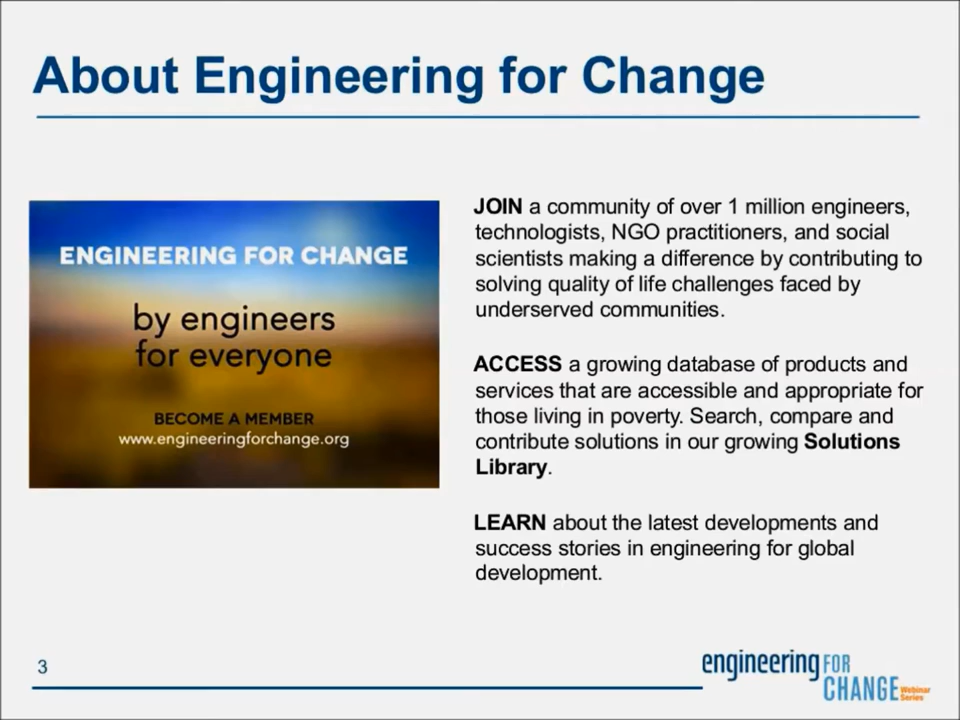 About Engineering for Change
ENGINEERING FOR CHANGE
by engineers
for everyone
BECOME A MEMBER
www.engineeringforchange.org
JOIN a community of over 1 million engineers,
technologists, NGO practitioners, and social
scientists making a difference by contributing to
solving quality of life challenges faced by
underserved communities.
ACCESS a growing database of products and
services that are accessible and appropriate for
those living in poverty. Search, compare and
contribute solutions in our growing Solutions
Library.
LEARN about the latest developments and
success stories in engineering for global
development.
3
engineering FOR
CHANGE Webinar
Series